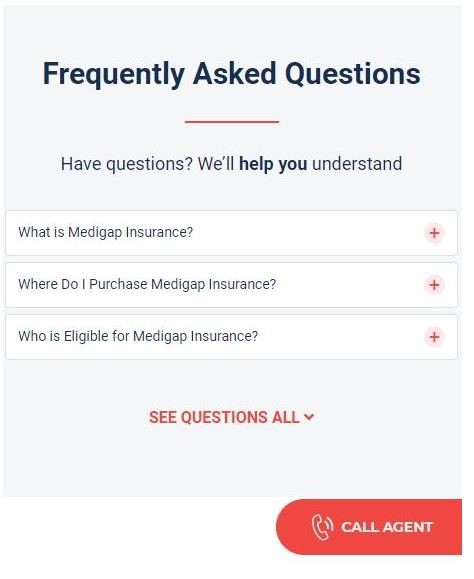 Frequently Asked Questions
Have questions? We'll help you understand
What is Medigap Insurance?
Where Do I Purchase Medigap Insurance?
Who is Eligible for Medigap Insurance?
SEE QUESTIONS ALL
CALL AGENT